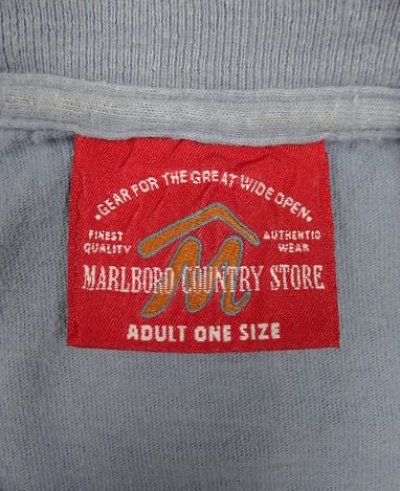 ·GEAR FOR THE GREAT WIDE OPEN·
FINEST QUALITY
AUTHENTIC WEAR
M
MARLBORO COUNTRY STORE
ADULT ONE SIZE